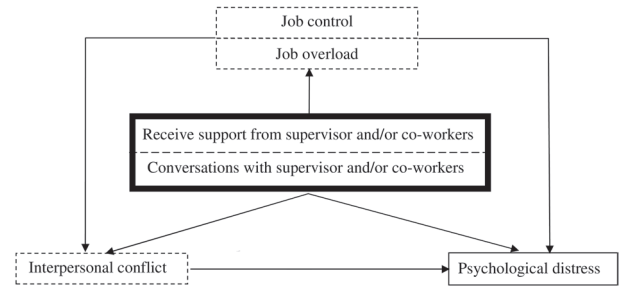 Job control
Job overload
Receive support from supervisor and/or co-workers
Conversations with supervisor and/or co-workers
Interpersonal conflict
Psychological distress